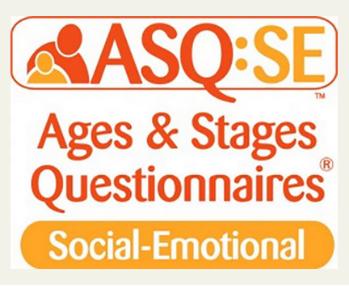 ASQ:SE
™
Ages & Stages
Questionnaires®
Social-Emotional